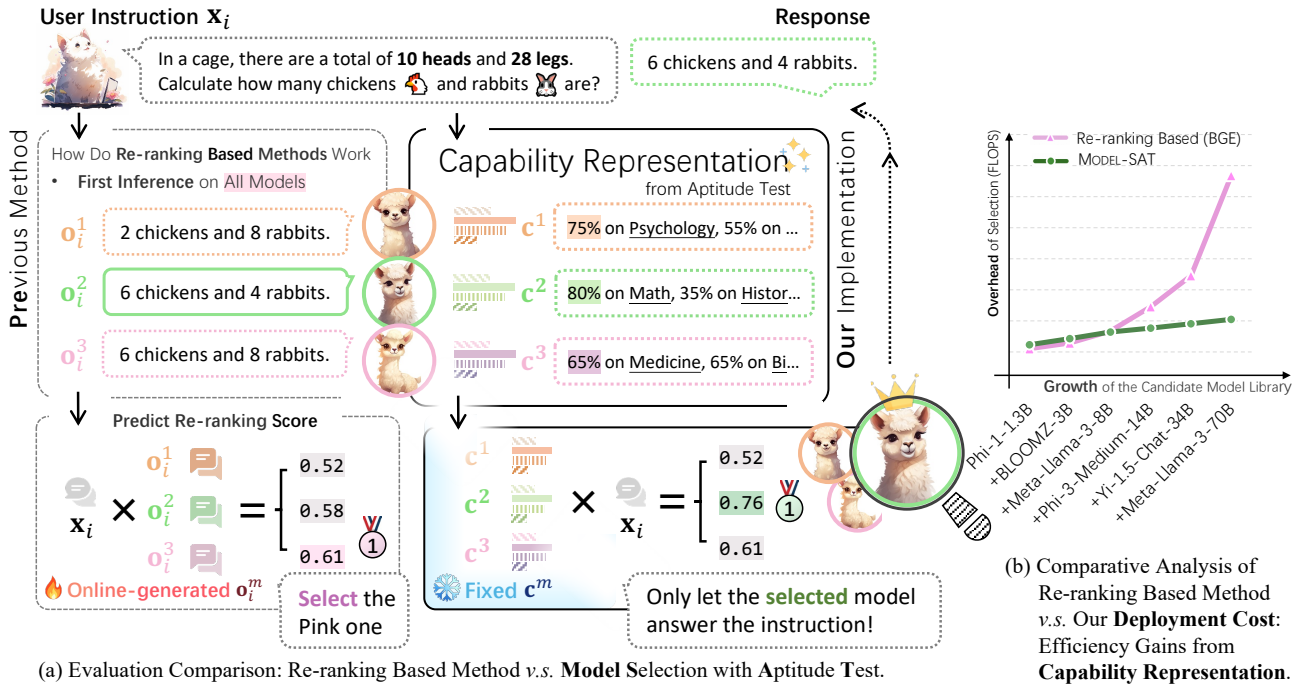 User Instruction x_i
In a cage, there are a total of 10 heads and 28 legs.
Calculate how many chickens and rabbits are?
Response
6 chickens and 4 rabbits.
Previous Method
How Do Re-ranking Based Methods Work
• First Inference on All Models
o_i^1 2 chickens and 8 rabbits.
o_i^2 6 chickens and 4 rabbits.
o_i^3 6 chickens and 8 rabbits.
Capability Representation
from Aptitude Test
c^1 75% on Psychology, 55% on ...
c^2 80% on Math, 35% on Histor...
c^3 65% on Medicine, 65% on Bi...
Our Implementation
Predict Re-ranking Score
x_i × = 
o_i^1
o_i^2
o_i^3
0.52
0.58
0.61
1
Online-generated o_i^m
Select the
Pink one
c^1
c^2
c^3
× x_i =
0.52
0.76
0.61
1
Fixed c^m
Only let the selected model
answer the instruction!
(a) Evaluation Comparison: Re-ranking Based Method v.s. Model Selection with Aptitude Test.
Overhead of Selection (FLOPS)
Re-ranking Based (BGE)
MODEL-SAT
Growth of the Candidate Model Library
Phi-1-1.3B
+BLOOMZ-3B
+Meta-Llama-3-8B
+Phi-3-Medium-14B
+Yi-1.5-Chat-34B
+Meta-Llama-3-70B
(b) Comparative Analysis of
Re-ranking Based Method
v.s. Our Deployment Cost:
Efficiency Gains from
Capability Representation.